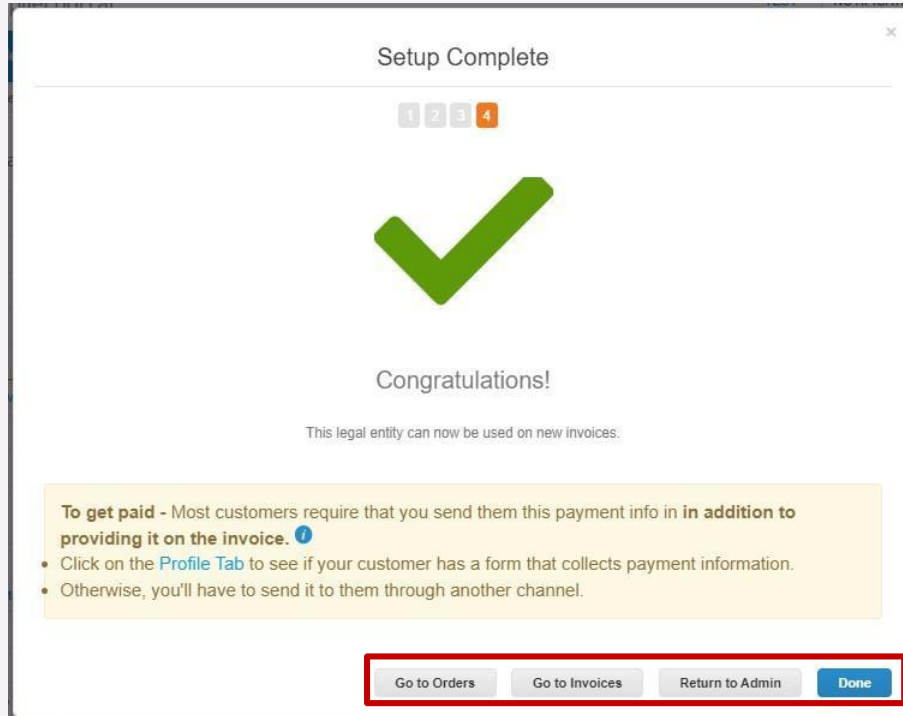 Setup Complete
×
1 2 3 4
Congratulations!
This legal entity can now be used on new invoices.
To get paid - Most customers require that you send them this payment info in in addition to
providing it on the invoice. i
• Click on the Profile Tab to see if your customer has a form that collects payment information.
• Otherwise, you'll have to send it to them through another channel.
Go to Orders Go to Invoices Return to Admin Done